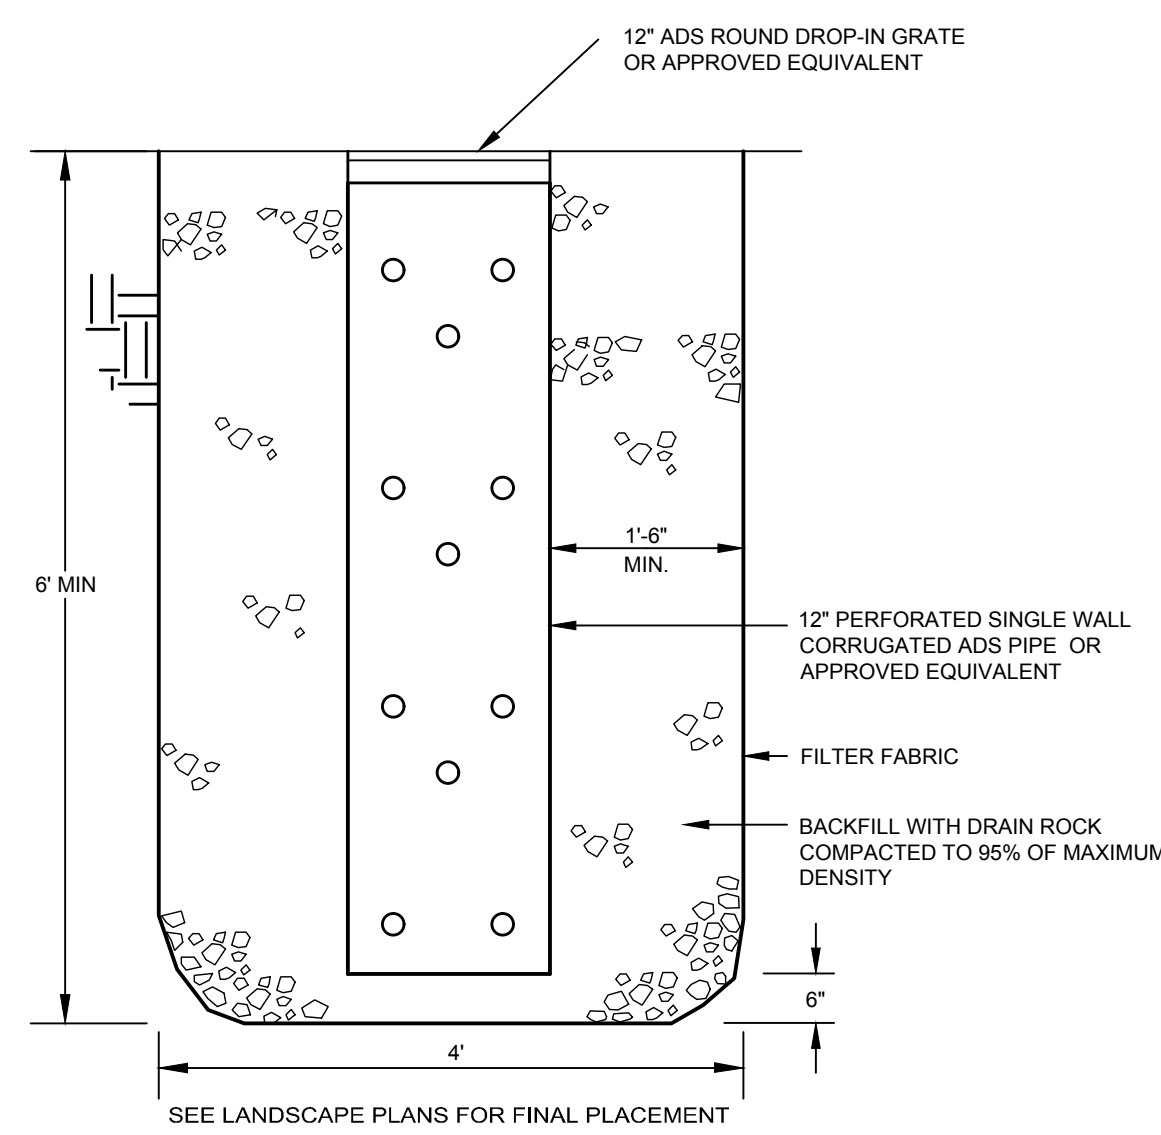 12" ADS ROUND DROP-IN GRATE
OR APPROVED EQUIVALENT
6' MIN
1'-6"
MIN.
12" PERFORATED SINGLE WALL
CORRUGATED ADS PIPE OR
APPROVED EQUIVALENT
FILTER FABRIC
BACKFILL WITH DRAIN ROCK
COMPACTED TO 95% OF MAXIMUM
DENSITY
6"
4'
SEE LANDSCAPE PLANS FOR FINAL PLACEMENT